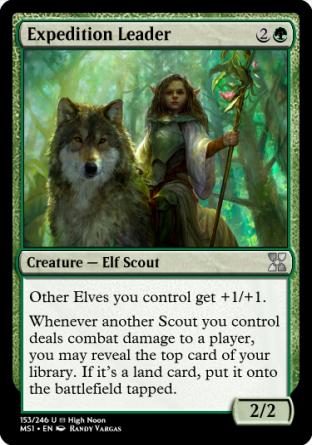 Expedition Leader 2
Creature — Elf Scout
Other Elves you control get +1/+1.
Whenever another Scout you control
deals combat damage to a player,
you may reveal the top card of your
library. If it's a land card, put it onto
the battlefield tapped.
2/2
153/246 U High Noon
MS1 • EN Randy Vargas